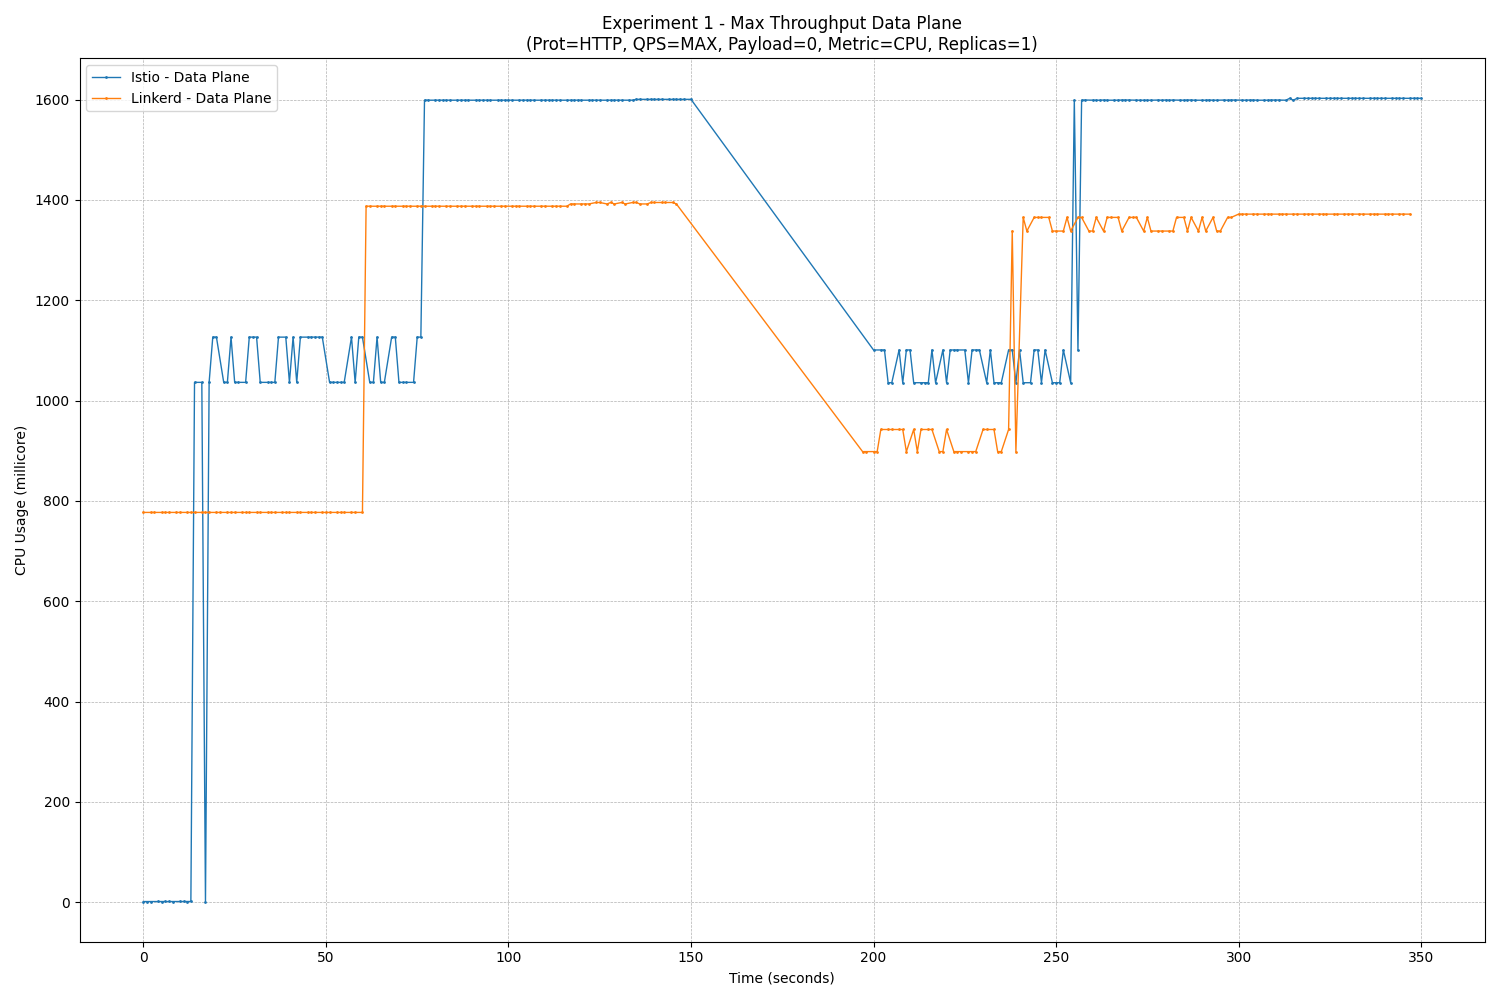 Experiment 1 - Max Throughput Data Plane
(Prot=HTTP, QPS=MAX, Payload=0, Metric=CPU, Replicas=1)
Istio - Data Plane
Linkerd - Data Plane
CPU Usage (millicore)
1600
1400
1200
1000
800
600
400
200
0
0 50 100 150 200 250 300 350
Time (seconds)